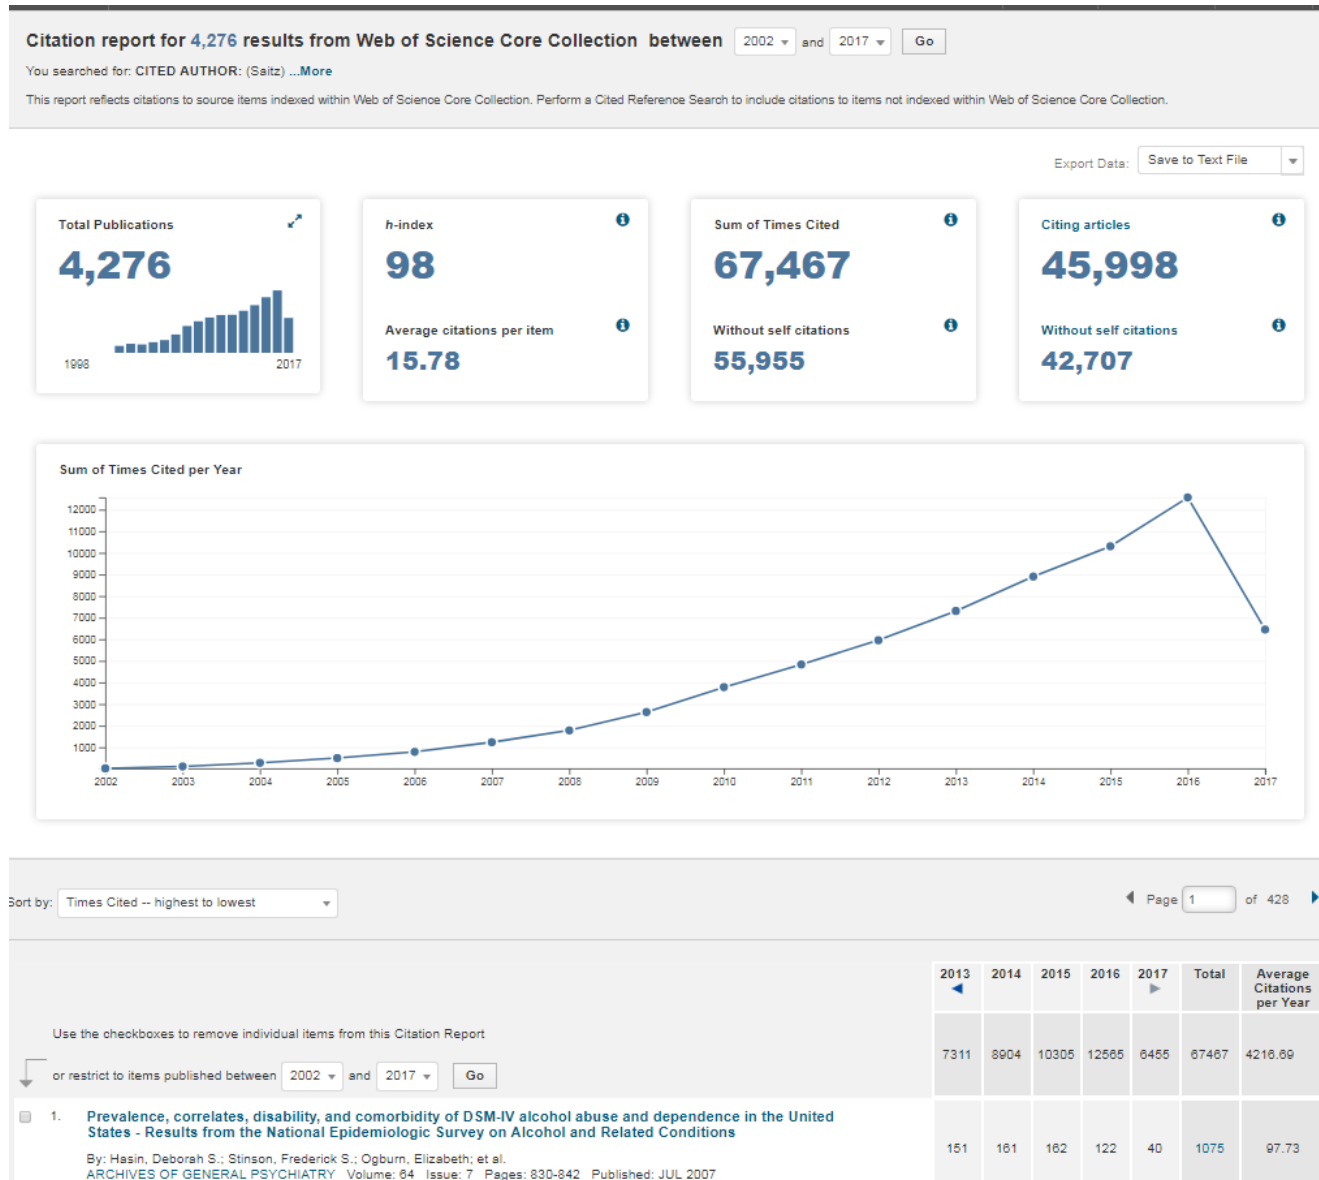 Citation report for 4,276 results from Web of Science Core Collection between 2002 and 2017 Go
You searched for: CITED AUTHOR: (Saitz) ...More
This report reflects citations to source items indexed within Web of Science Core Collection. Perform a Cited Reference Search to include citations to items not indexed within Web of Science Core Collection.
Export Data: Save to Text File
Total Publications
4,276
1998 2017
h-index
98
Average citations per item
15.78
Sum of Times Cited
67,467
Without self citations
55,955
Citing articles
45,998
Without self citations
42,707
Sum of Times Cited per Year
12000
11000
10000
9000
8000
7000
6000
5000
4000
3000
2000
1000
2002 2003 2004 2005 2006 2007 2008 2009 2010 2011 2012 2013 2014 2015 2016 2017
Sort by: Times Cited -- highest to lowest Page 1 of 428
2013 2014 2015 2016 2017 Total Average
Citations
per Year
Use the checkboxes to remove individual items from this Citation Report
or restrict to items published between 2002 and 2017 Go
7311 8904 10305 12565 6455 67467 4216.69
1. Prevalence, correlates, disability, and comorbidity of DSM-IV alcohol abuse and dependence in the United
States - Results from the National Epidemiologic Survey on Alcohol and Related Conditions
By: Hasin, Deborah S.; Stinson, Frederick S.; Ogburn, Elizabeth; et al.
ARCHIVES OF GENERAL PSYCHIATRY Volume: 64 Issue: 7 Pages: 830-842 Published: JUL 2007
151 161 162 122 40 1075 97.73